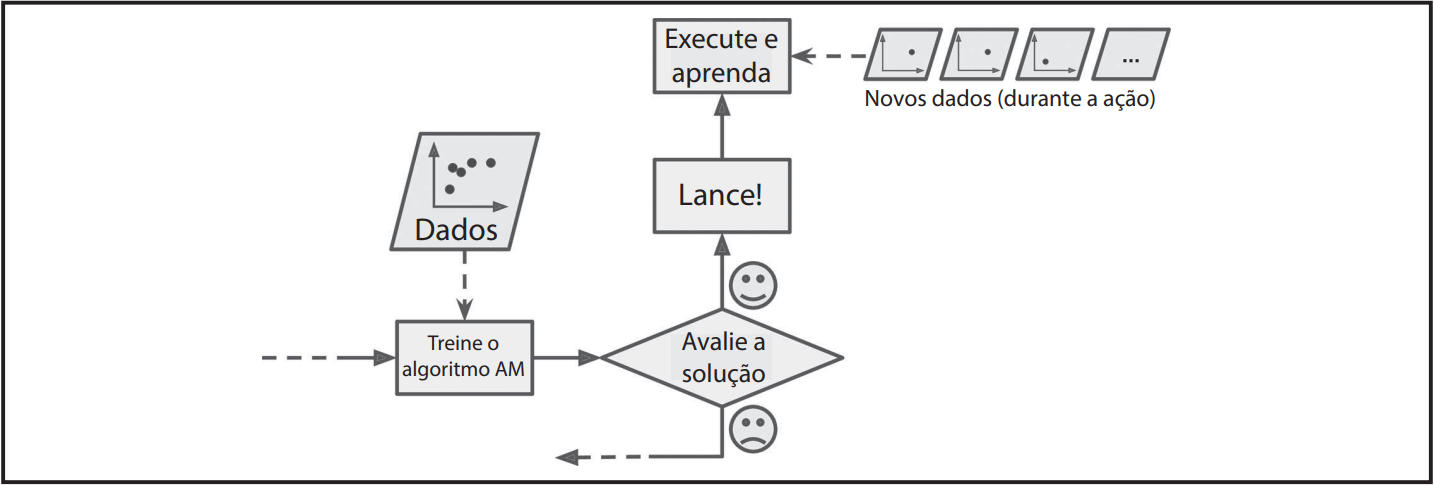 Execute e
aprenda
...
Novos dados (durante a ação)
Lance!
Dados
Treine o
algoritmo AM
Avalie a
solução